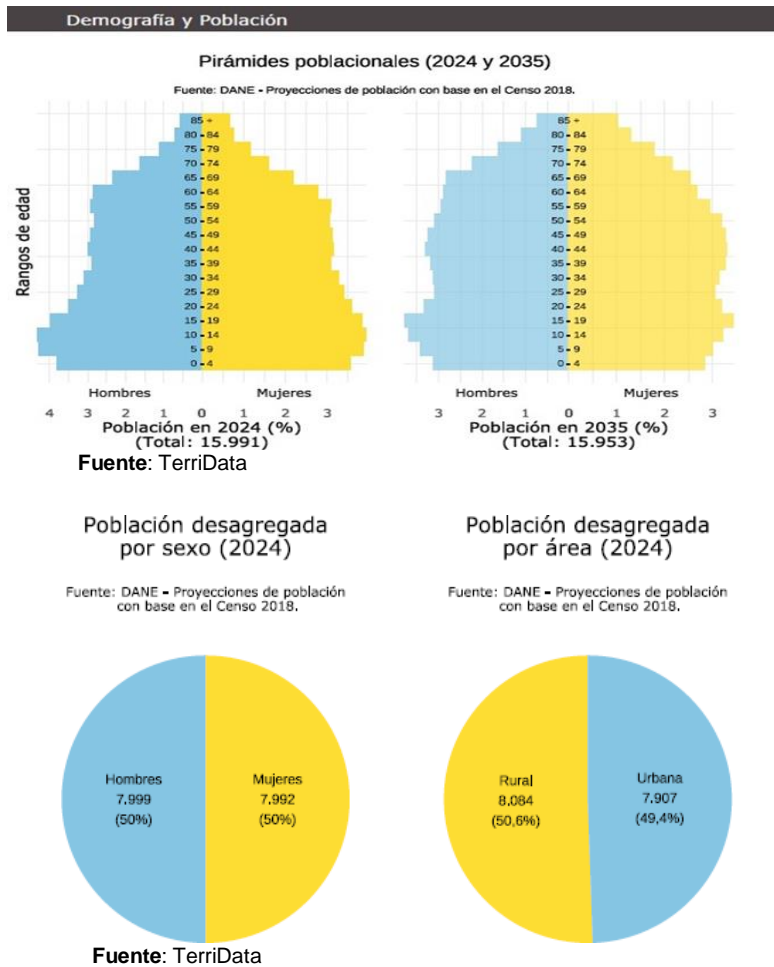 Demografía y Población
Pirámides poblacionales (2024 y 2035)
Fuente: DANE - Proyecciones de población con base en el Censo 2018.
Rangos de edad
85 +
80 - 84
75 - 79
70 - 74
65 - 69
60 - 64
55 - 59
50 - 54
45 - 49
40 - 44
35 - 39
30 - 34
25 - 29
20 - 24
15 - 19
10 - 14
5 - 9
0 - 4
Hombres Mujeres
4 3 2 1 0 1 2 3
Población en 2024 (%)
(Total: 15.991)
85 +
80 - 84
75 - 79
70 - 74
65 - 69
60 - 64
55 - 59
50 - 54
45 - 49
40 - 44
35 - 39
30 - 34
25 - 29
20 - 24
15 - 19
10 - 14
5 - 9
0 - 4
Hombres Mujeres
3 2 1 0 1 2 3
Población en 2035 (%)
(Total: 15.953)
Fuente: TerriData
Población desagregada
por sexo (2024)
Fuente: DANE - Proyecciones de población
con base en el Censo 2018.
Hombres
7.999
(50%)
Mujeres
7.992
(50%)
Población desagregada
por área (2024)
Fuente: DANE - Proyecciones de población
con base en el Censo 2018.
Rural
8.084
(50,6%)
Urbana
7.907
(49,4%)
Fuente: TerriData